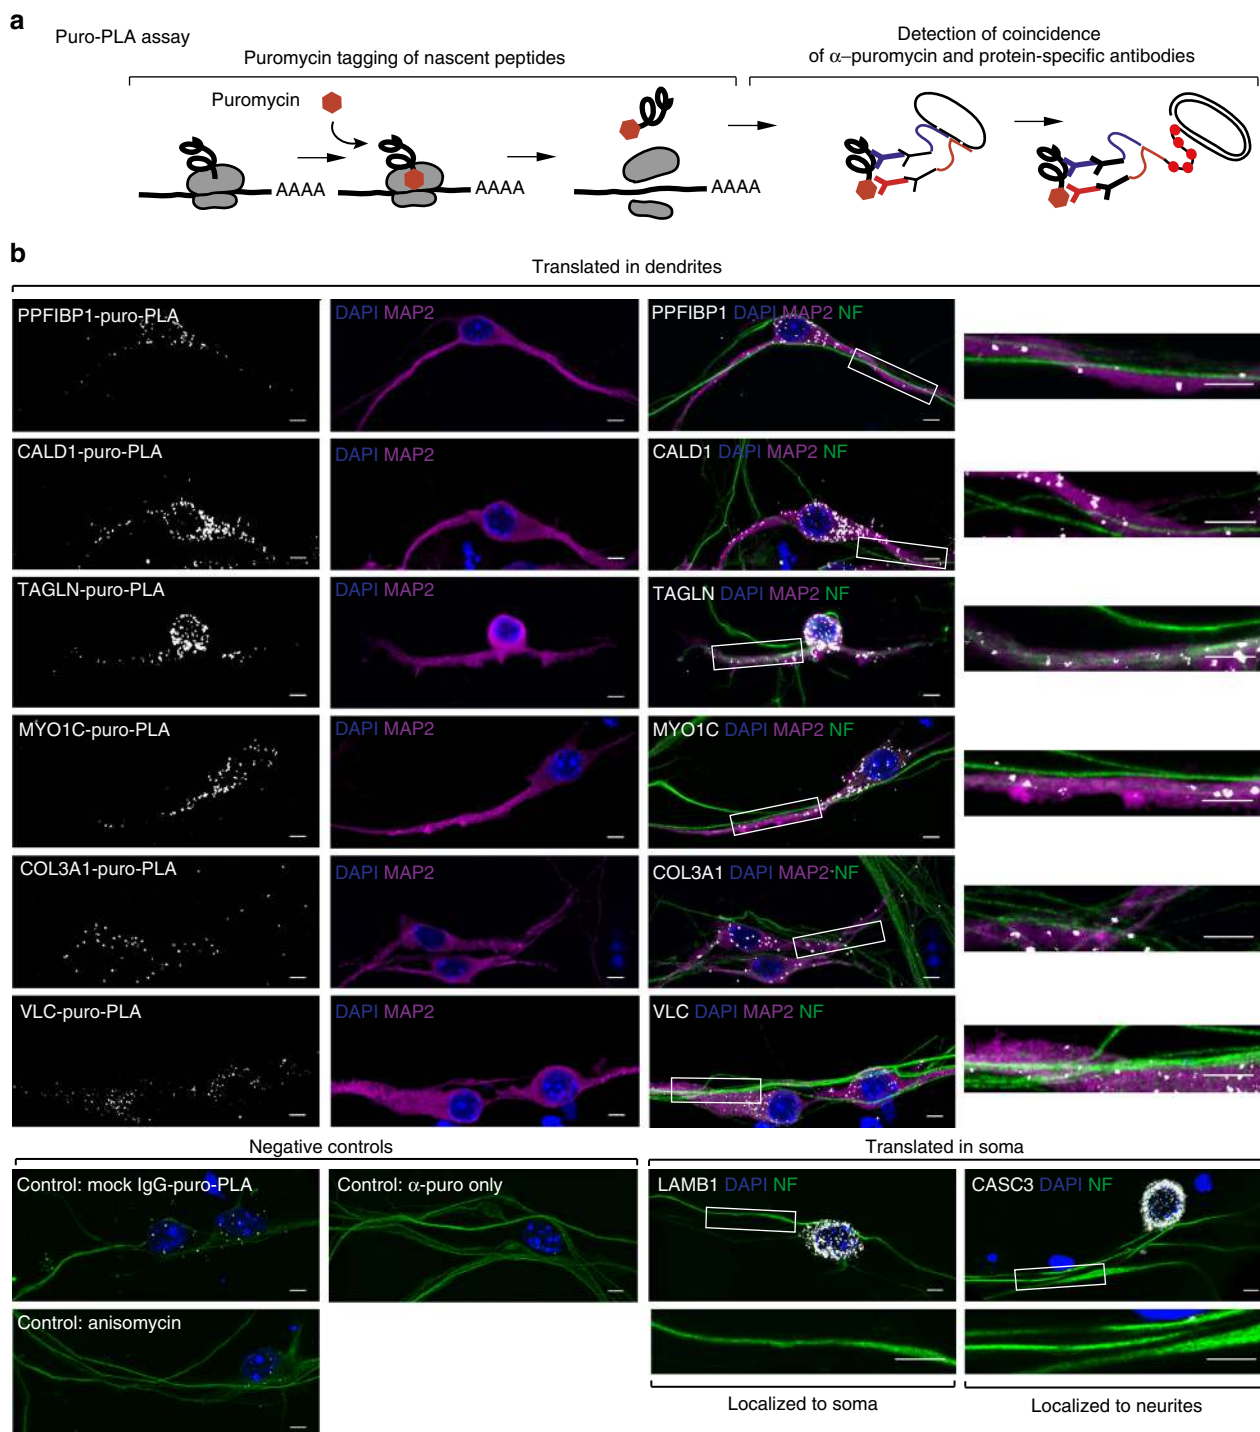 a
Puro-PLA assay
Puromycin tagging of nascent peptides
Detection of coincidence
of α–puromycin and protein-specific antibodies
Puromycin
AAAA
AAAA
AAAA
b
Translated in dendrites
PPFIBP1-puro-PLA
DAPI MAP2
PPFIBP1 DAPI MAP2 NF
CALD1-puro-PLA
DAPI MAP2
CALD1 DAPI MAP2 NF
TAGLN-puro-PLA
DAPI MAP2
TAGLN DAPI MAP2 NF
MYO1C-puro-PLA
DAPI MAP2
MYO1C DAPI MAP2 NF
COL3A1-puro-PLA
DAPI MAP2
COL3A1 DAPI MAP2 NF
VLC-puro-PLA
DAPI MAP2
VLC DAPI MAP2 NF
Negative controls
Translated in soma
Control: mock IgG-puro-PLA
Control: α-puro only
LAMB1 DAPI NF
CASC3 DAPI NF
Control: anisomycin
Localized to soma
Localized to neurites